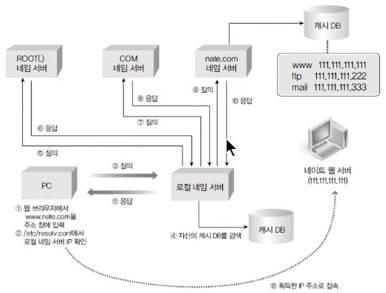 캐시 DB
ROOT(.)
네임 서버
COM
네임 서버
nate.com
네임 서버
www 111.111.111.111
ftp 111.111.111.222
mail 111.111.111.333
⑨ 질의
⑧ 응답
⑩ 응답
⑦ 질의
⑥ 응답
⑤ 질의
네이트 웹 서버
(111.111.111.111)
③ 질의
PC
로컬 네임 서버
⑪ 응답
① 웹 브라우저에서
www.nate.com을
주소 창에 입력
② /etc/resolv.conf에서
로컬 네임 서버 IP 확인
④ 자신의 캐시 DB를 검색
캐시 DB
⑫ 획득한 IP 주소로 접속